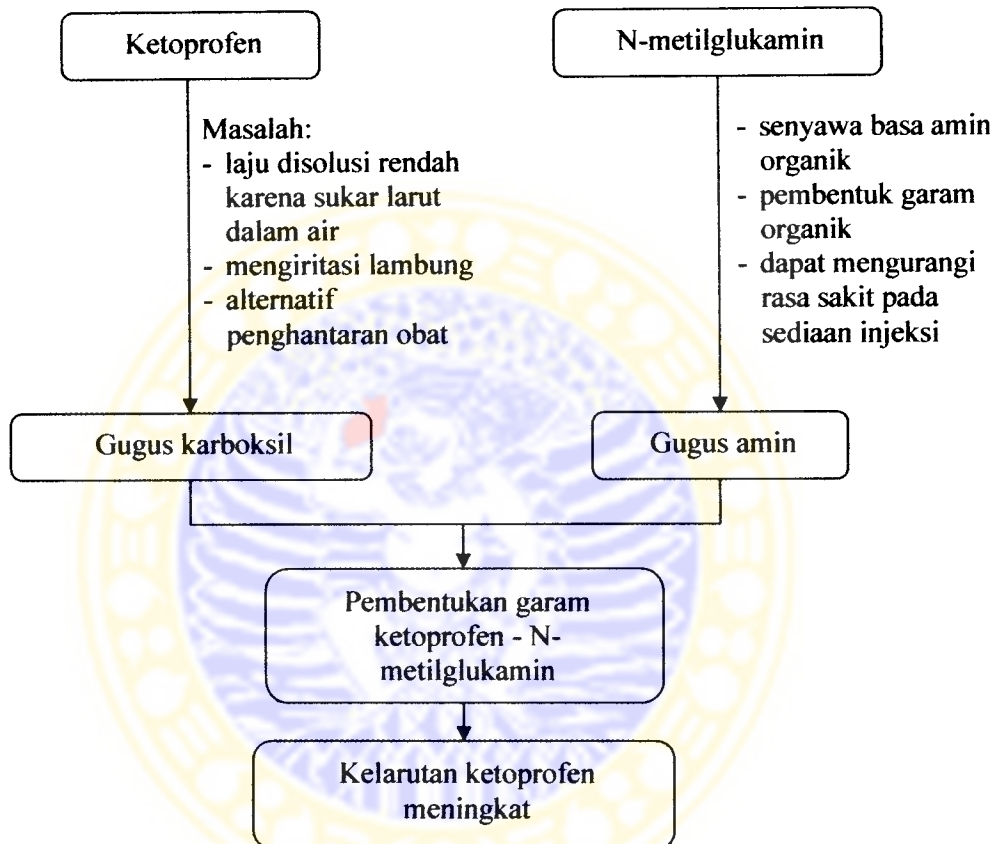 Ketoprofen
N-metilglukamin
Masalah:
- laju disolusi rendah
karena sukar larut
dalam air
- mengiritasi lambung
- alternatif
penghantaran obat
- senyawa basa amin
organik
- pembentuk garam
organik
- dapat mengurangi
rasa sakit pada
sediaan injeksi
Gugus karboksil
Gugus amin
Pembentukan garam
ketoprofen - N-
metilglukamin
Kelarutan ketoprofen
meningkat